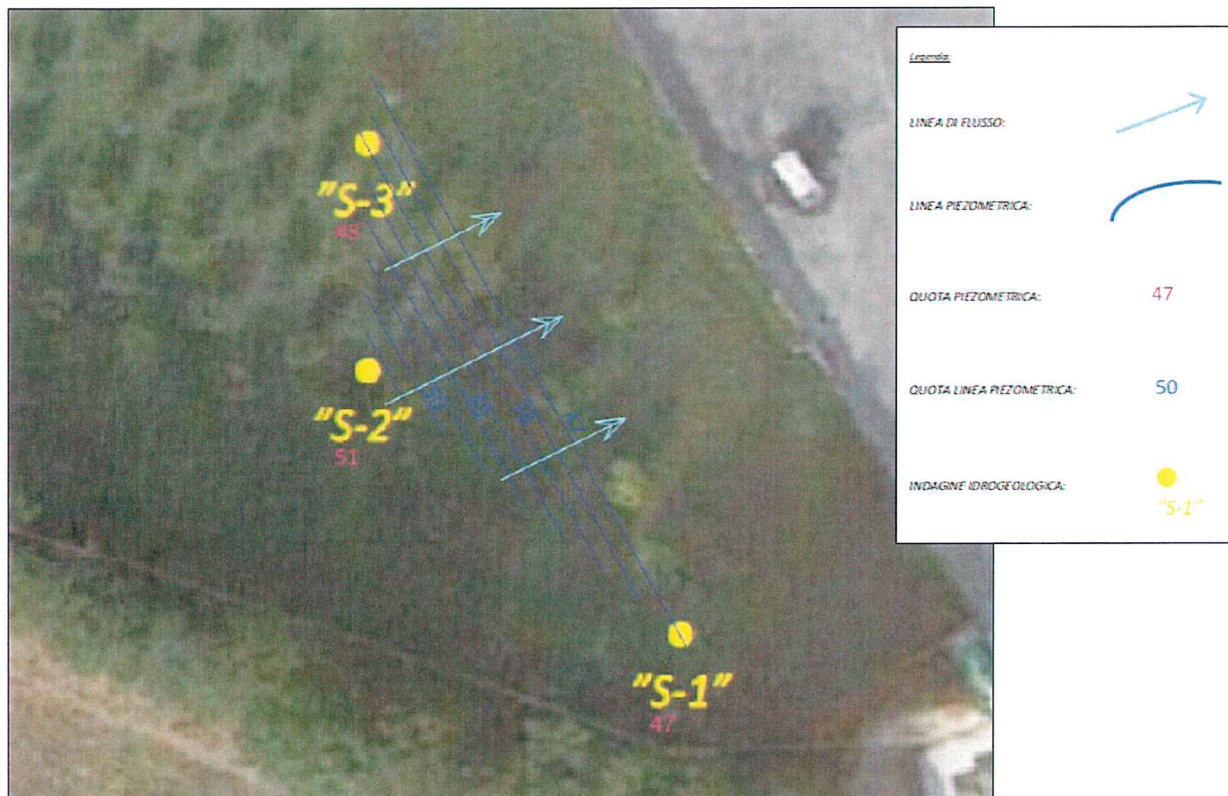 "S-3"
48
"S-2"
51
"S-1"
47
Legenda:
LINEA DI FLUSSO:
LINEA PIEZOMETRICA:
QUOTA PIEZOMETRICA:
47
QUOTA LINEA PIEZOMETRICA:
50
INDAGINE IDROGEOLOGICA:
"S-1"